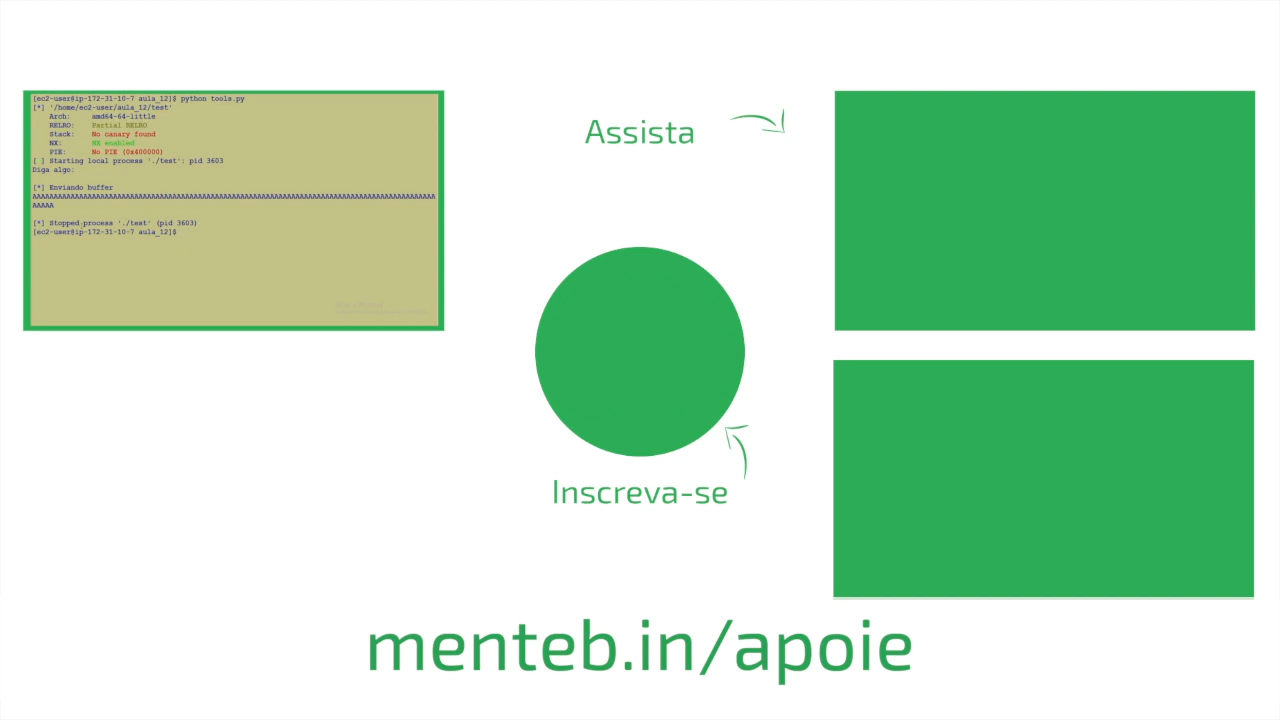 [ec2-user@ip-172-31-10-7 aula_12]$ python tools.py
[*] '/home/ec2-user/aula_12/test'
Arch: amd64-64-little
RELRO: Partial RELRO
Stack: No canary found
NX: NX enabled
PIE: No PIE (0x400000)
[ ] Starting local process './test': pid 3603
Diga algo:
[*] Enviando buffer
AAAAAAAAAAAAAAAAAAAAAAAAAAAAAAAAAAAAAAAAAAAAAAAAAAAAAAAAAAAAAAAAAAAAAAAAAAAAAAAAAAAAAAAAAAAAAAA
AAAAA
[*] Stopped process './test' (pid 3603)
[ec2-user@ip-172-31-10-7 aula_12]$
Assista
Inscreva-se
menteb.in/apoie